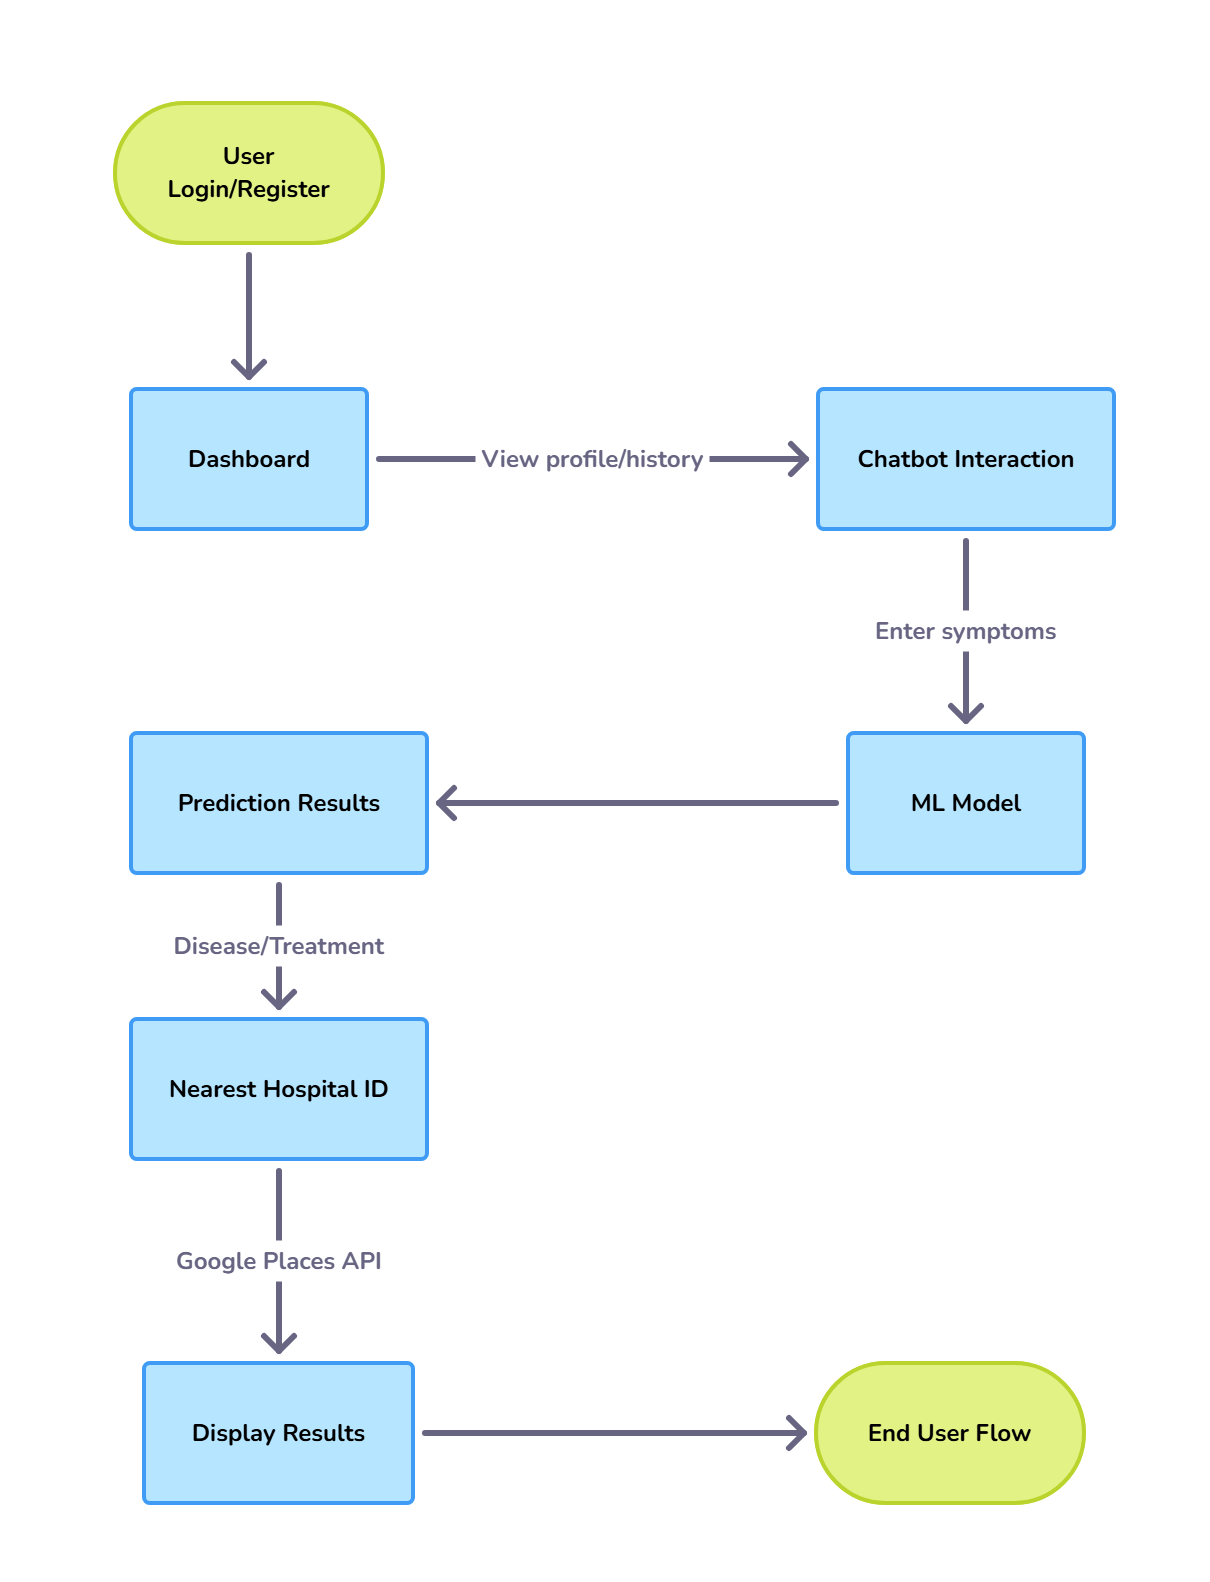 User
Login/Register
Dashboard
View profile/history
Chatbot Interaction
Enter symptoms
ML Model
Prediction Results
Disease/Treatment
Nearest Hospital ID
Google Places API
Display Results
End User Flow